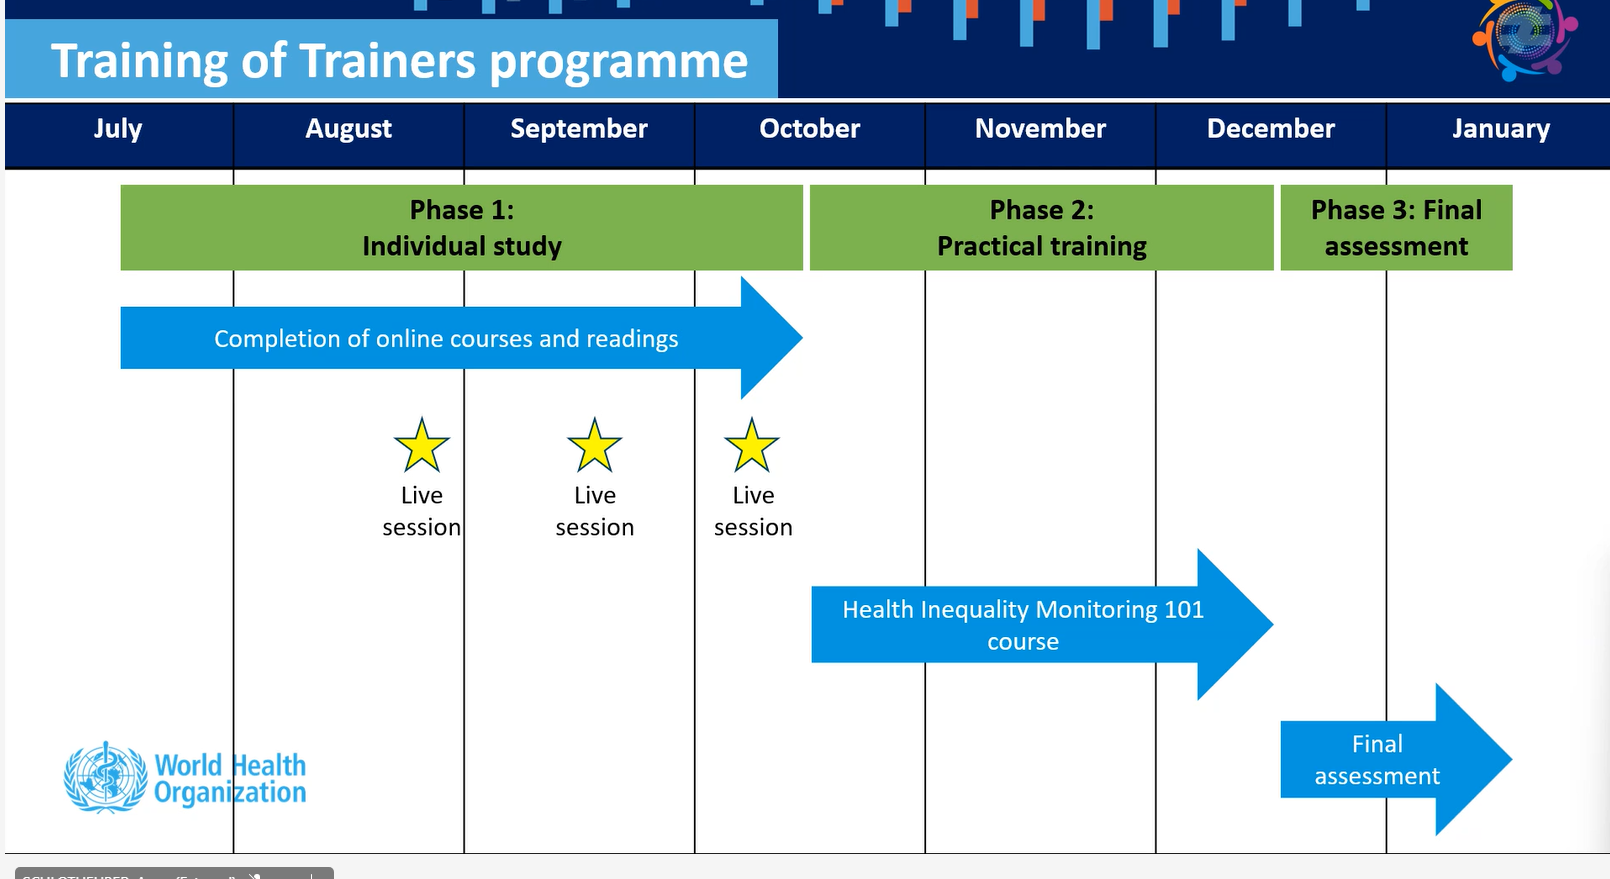 Training of Trainers programme
July
August
September
October
November
December
January
Phase 1:
Individual study
Phase 2:
Practical training
Phase 3: Final
assessment
Completion of online courses and readings
Live
session
Live
session
Live
session
Health Inequality Monitoring 101
course
Final
assessment
World Health
Organization